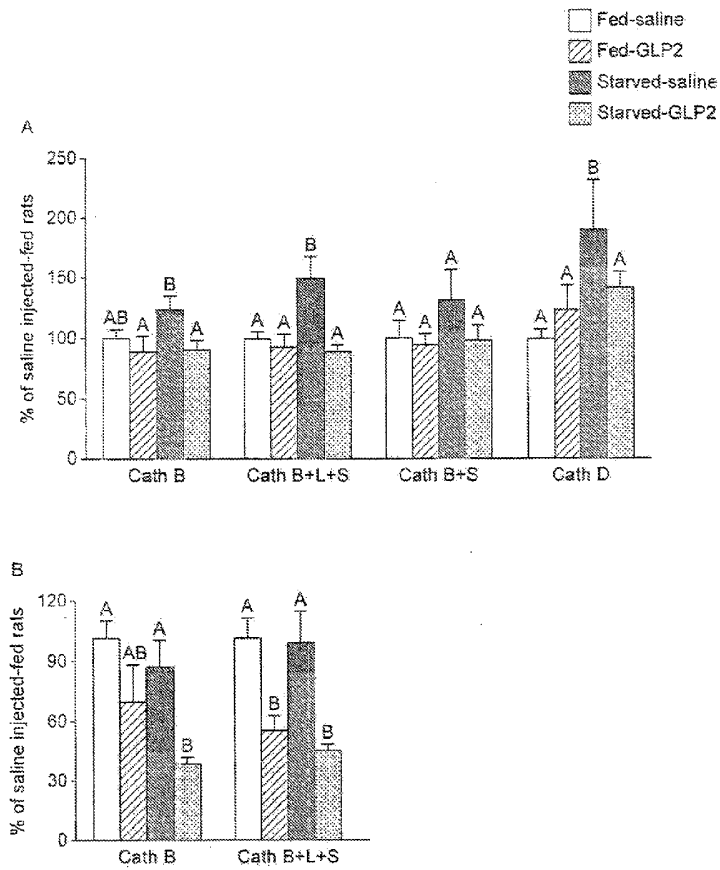 Fed-saline
Fed-GLP2
Starved-saline
Starved-GLP2
A
% of saline injected-fed rats
250
200
150
100
50
0
AB A B A
A A B A
A A A A
A A B A
Cath B
Cath B+L+S
Cath B+S
Cath D
B
% of saline injected-fed rats
120
90
60
30
0
A AB A B
A B A B
Cath B
Cath B+L+S